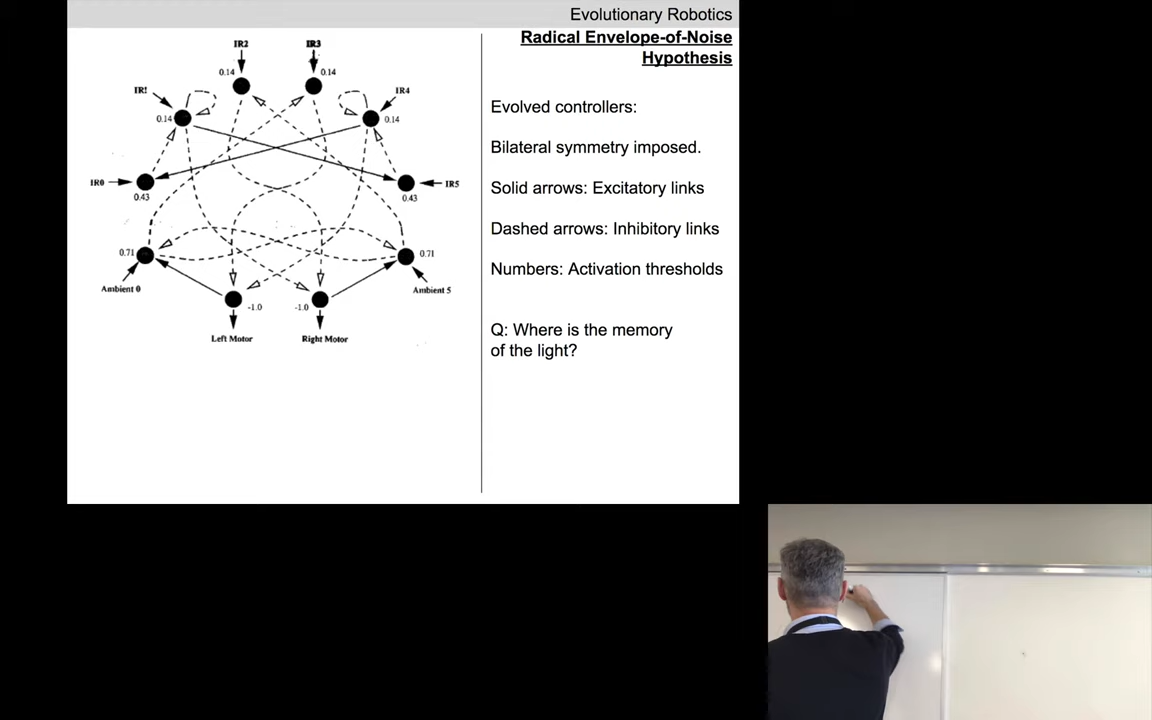 Evolutionary Robotics
Radical Envelope-of-Noise
Hypothesis
IR2
IR3
0.14
0.14
IR!
IR4
0.14
0.14
IR0
IR5
0.43
0.43
0.71
0.71
Ambient 0
Ambient 5
-1.0
-1.0
Left Motor
Right Motor
Evolved controllers:
Bilateral symmetry imposed.
Solid arrows: Excitatory links
Dashed arrows: Inhibitory links
Numbers: Activation thresholds
Q: Where is the memory
of the light?